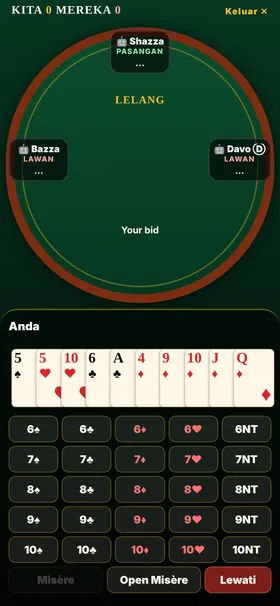 KITA 0 MEREKA 0
Keluar ✕
🤖 Shazza
PASANGAN
...
LELANG
🤖 Bazza
LAWAN
...
🤖 Davo D
LAWAN
...
Your bid
Anda
5 5 10 6 A 4 9 10 J Q
♠ ♥ ♥ ♣ ♣ ♦ ♦ ♦ ♦ ♦
6♠ 6♣ 6♦ 6♥ 6NT
7♠ 7♣ 7♦ 7♥ 7NT
8♠ 8♣ 8♦ 8♥ 8NT
9♠ 9♣ 9♦ 9♥ 9NT
10♠ 10♣ 10♦ 10♥ 10NT
Misère Open Misère Lewati